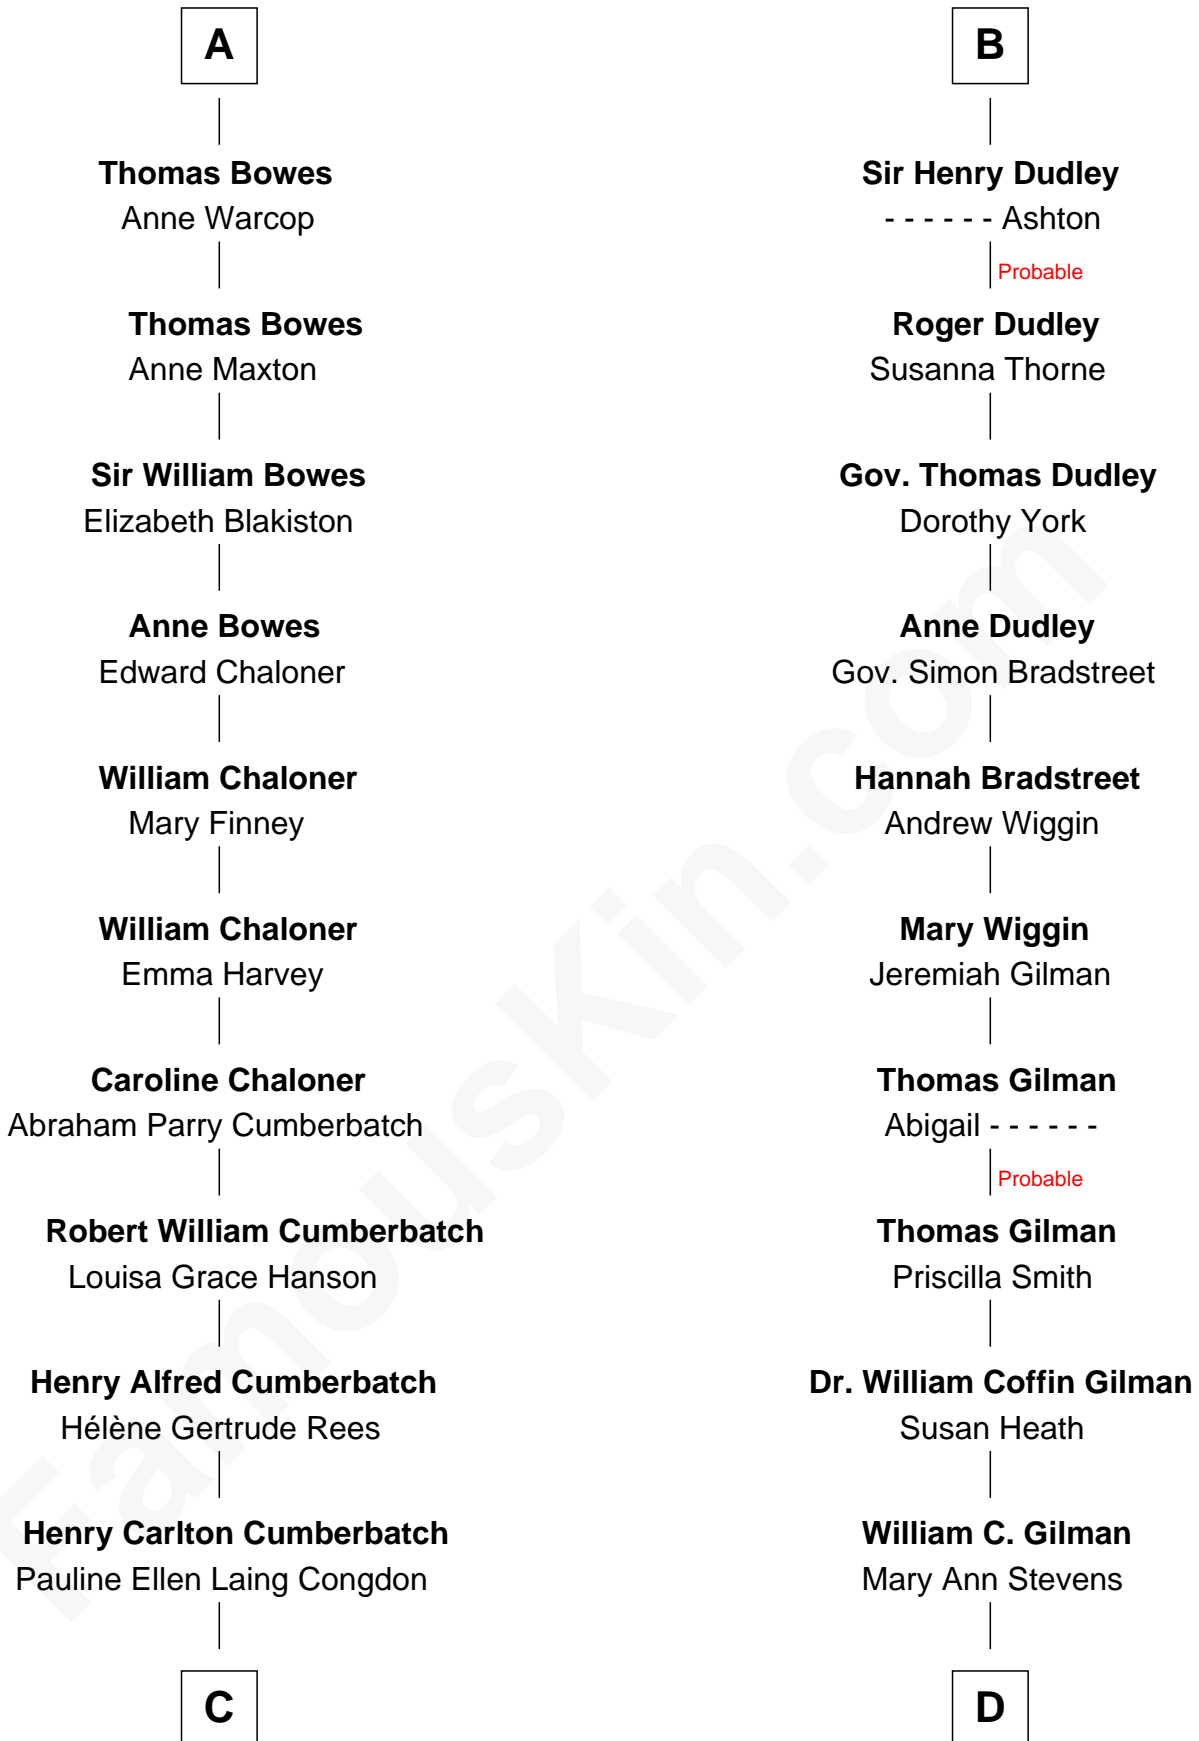 A
Thomas Bowes
Anne Warcop
Thomas Bowes
Anne Maxton
Sir William Bowes
Elizabeth Blakiston
Anne Bowes
Edward Chaloner
William Chaloner
Mary Finney
William Chaloner
Emma Harvey
Caroline Chaloner
Abraham Parry Cumberbatch
Robert William Cumberbatch
Louisa Grace Hanson
Henry Alfred Cumberbatch
Hélène Gertrude Rees
Henry Carlton Cumberbatch
Pauline Ellen Laing Congdon
C
B
Sir Henry Dudley
- - - - - - Ashton
Probable
Roger Dudley
Susanna Thorne
Gov. Thomas Dudley
Dorothy York
Anne Dudley
Gov. Simon Bradstreet
Hannah Bradstreet
Andrew Wiggin
Mary Wiggin
Jeremiah Gilman
Thomas Gilman
Abigail - - - - - -
Probable
Thomas Gilman
Priscilla Smith
Dr. William Coffin Gilman
Susan Heath
William C. Gilman
Mary Ann Stevens
D
FamousKin.com